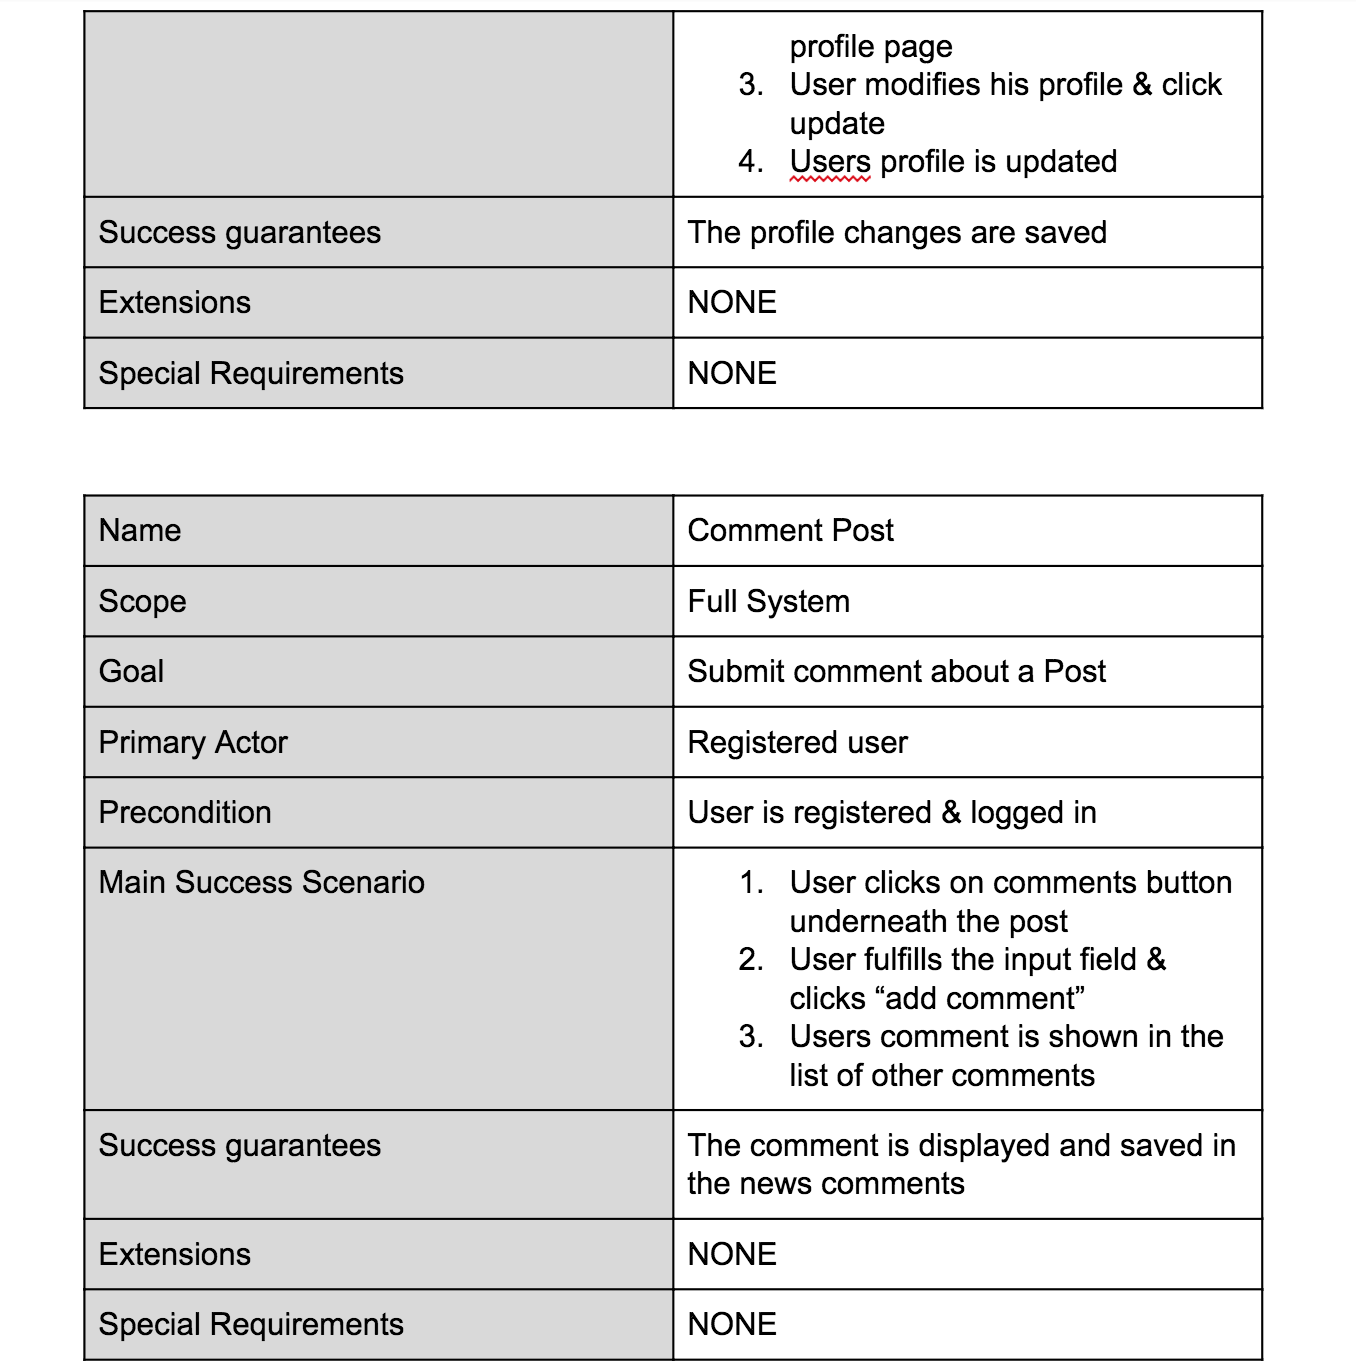 profile page
3. User modifies his profile & click
update
4. Users profile is updated
Success guarantees
The profile changes are saved
Extensions
NONE
Special Requirements
NONE
Name
Comment Post
Scope
Full System
Goal
Submit comment about a Post
Primary Actor
Registered user
Precondition
User is registered & logged in
Main Success Scenario
1. User clicks on comments button
underneath the post
2. User fulfills the input field &
clicks “add comment”
3. Users comment is shown in the
list of other comments
Success guarantees
The comment is displayed and saved in
the news comments
Extensions
NONE
Special Requirements
NONE